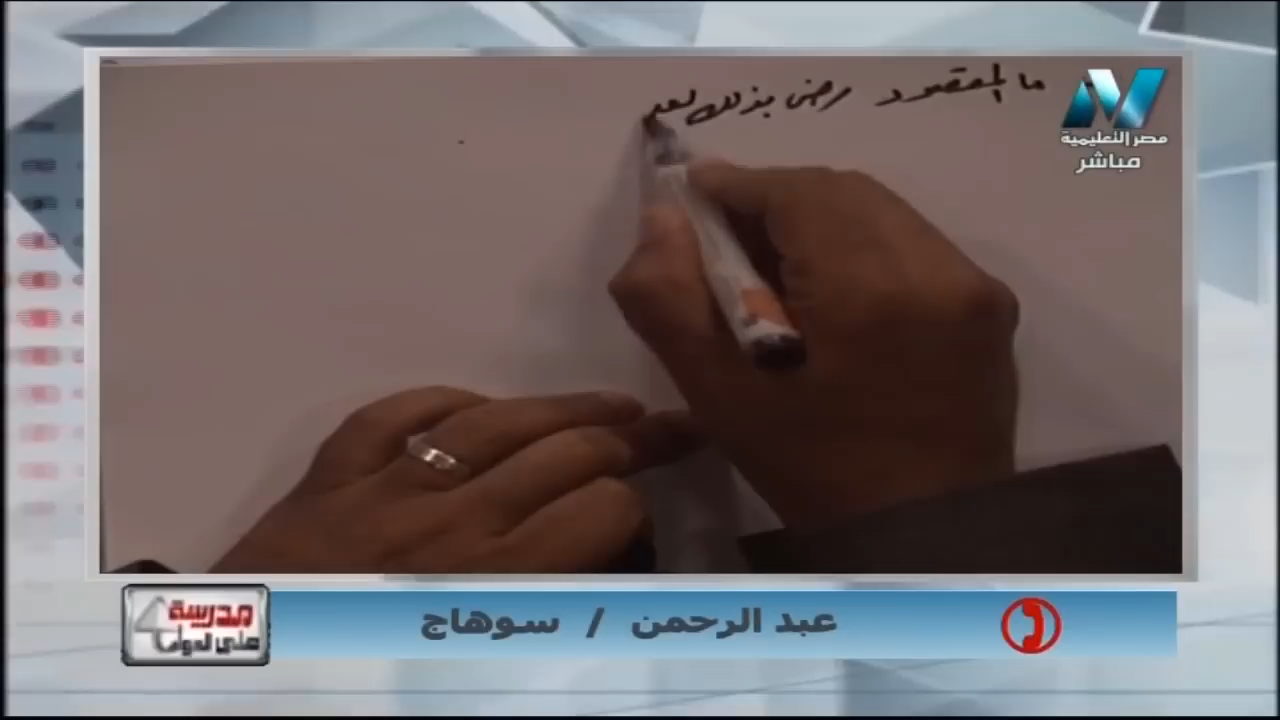 ما المقصود رضى بذلك
مصر التعليمية
مباشر
عبد الرحمن / سوهاج
مدرسة
على الهواء